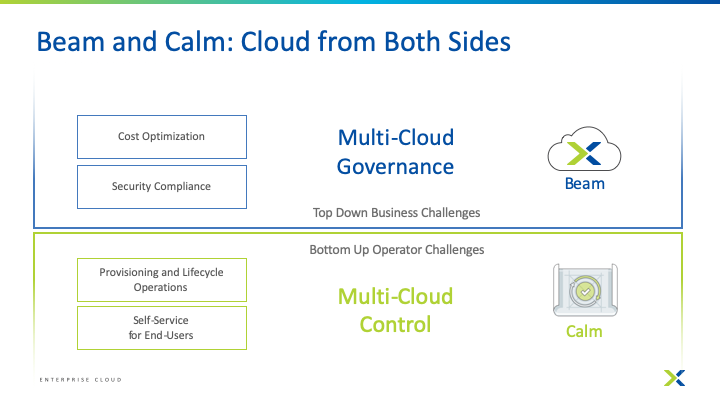 Beam and Calm: Cloud from Both Sides
Cost Optimization
Security Compliance
Multi-Cloud
Governance
Beam
Top Down Business Challenges
Bottom Up Operator Challenges
Provisioning and Lifecycle
Operations
Self-Service
for End-Users
Multi-Cloud
Control
Calm
ENTERPRISE CLOUD